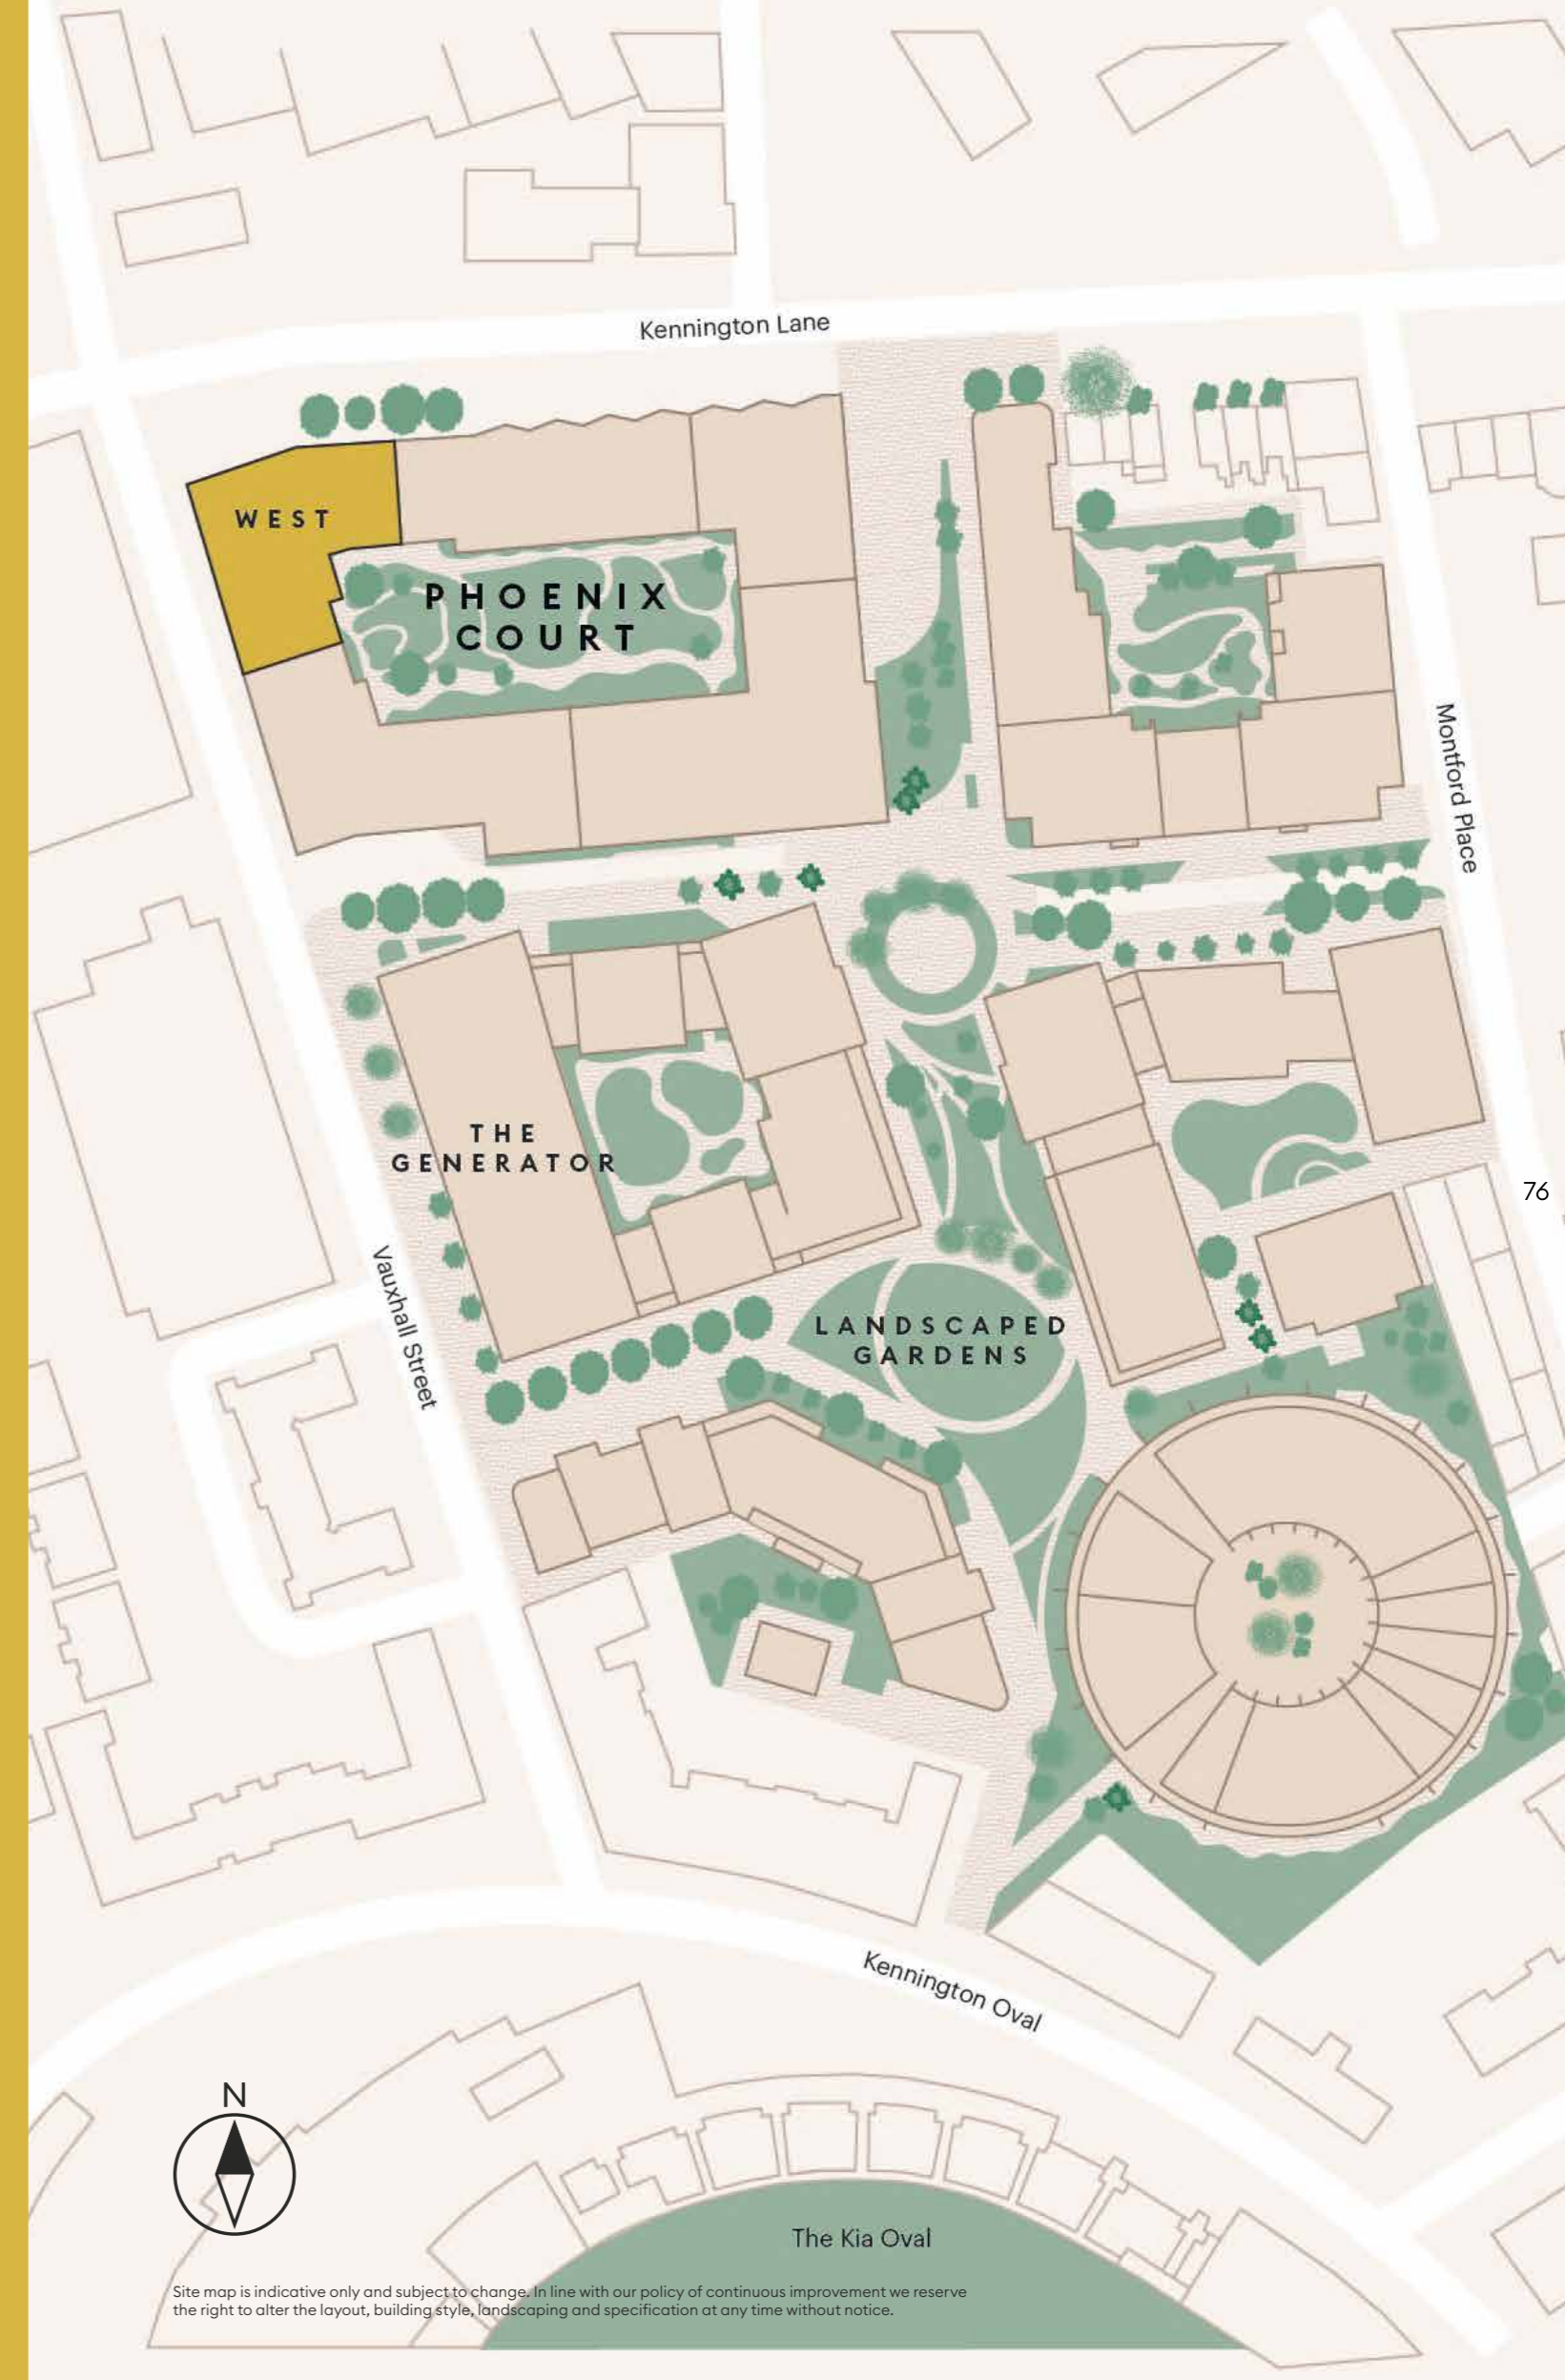 Kennington Lane
WEST
PHOENIX
COURT
Montford Place
THE
GENERATOR
76
Vauxhall Street
LANDSCAPED
GARDENS
Kennington Oval
N
The Kia Oval
Site map is indicative only and subject to change. In line with our policy of continuous improvement we reserve
the right to alter the layout, building style, landscaping and specification at any time without notice.